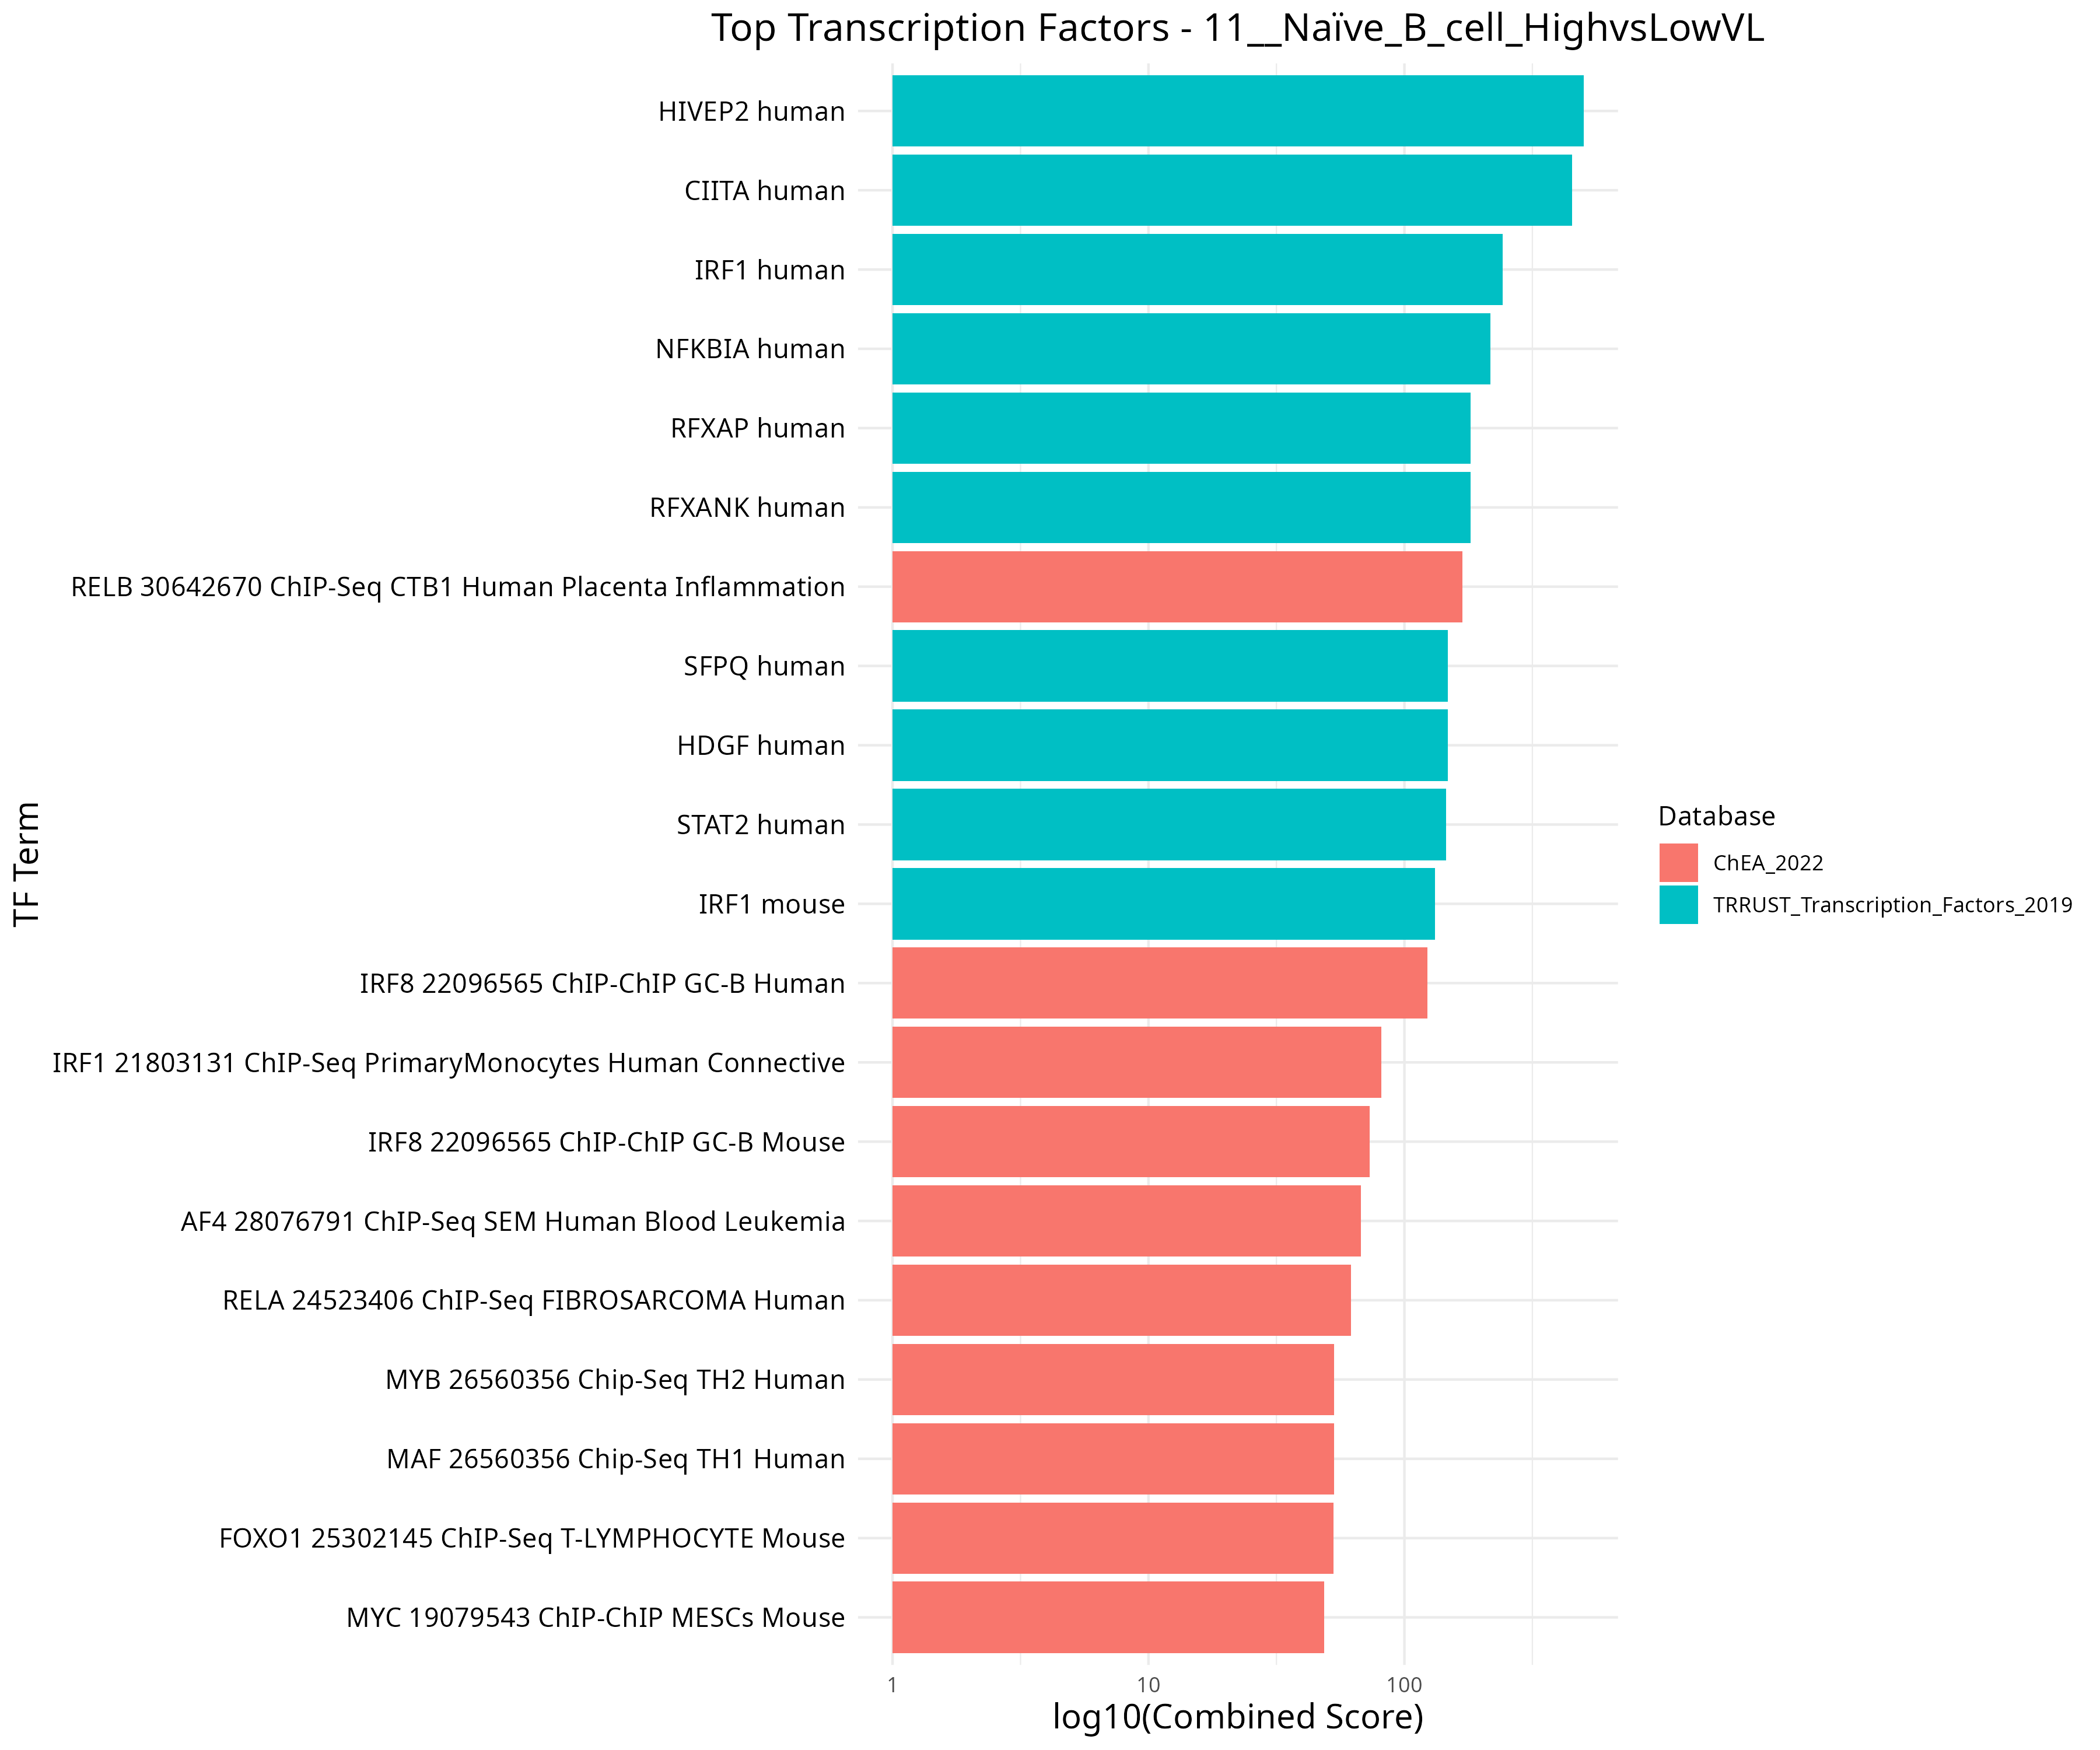 Top Transcription Factors - 11__Naïve_B_cell_HighvsLowVL
HIVEP2 human
CIITA human
IRF1 human
NFKBIA human
RFXAP human
RFXANK human
RELB 30642670 ChIP-Seq CTB1 Human Placenta Inflammation
SFPQ human
HDGF human
STAT2 human
IRF1 mouse
IRF8 22096565 ChIP-ChIP GC-B Human
IRF1 21803131 ChIP-Seq PrimaryMonocytes Human Connective
IRF8 22096565 ChIP-ChIP GC-B Mouse
AF4 28076791 ChIP-Seq SEM Human Blood Leukemia
RELA 24523406 ChIP-Seq FIBROSARCOMA Human
MYB 26560356 Chip-Seq TH2 Human
MAF 26560356 Chip-Seq TH1 Human
FOXO1 25302145 ChIP-Seq T-LYMPHOCYTE Mouse
MYC 19079543 ChIP-ChIP MESCs Mouse
TF Term
1 10 100
log10(Combined Score)
Database
ChEA_2022
TRRUST_Transcription_Factors_2019